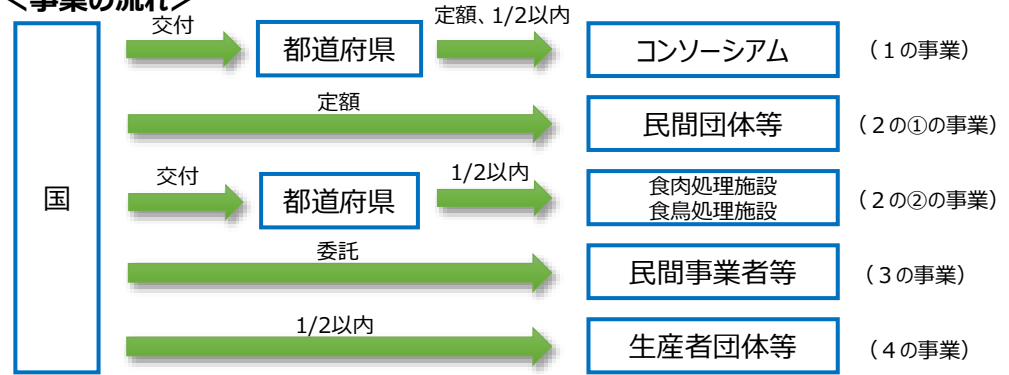 ＜事業の流れ＞
国
交付
都道府県
定額、1/2以内
コンソーシアム
（１の事業）
定額
民間団体等
（２の①の事業）
交付
都道府県
1/2以内
食肉処理施設
食鳥処理施設
（２の②の事業）
委託
民間事業者等
（３の事業）
1/2以内
生産者団体等
（４の事業）